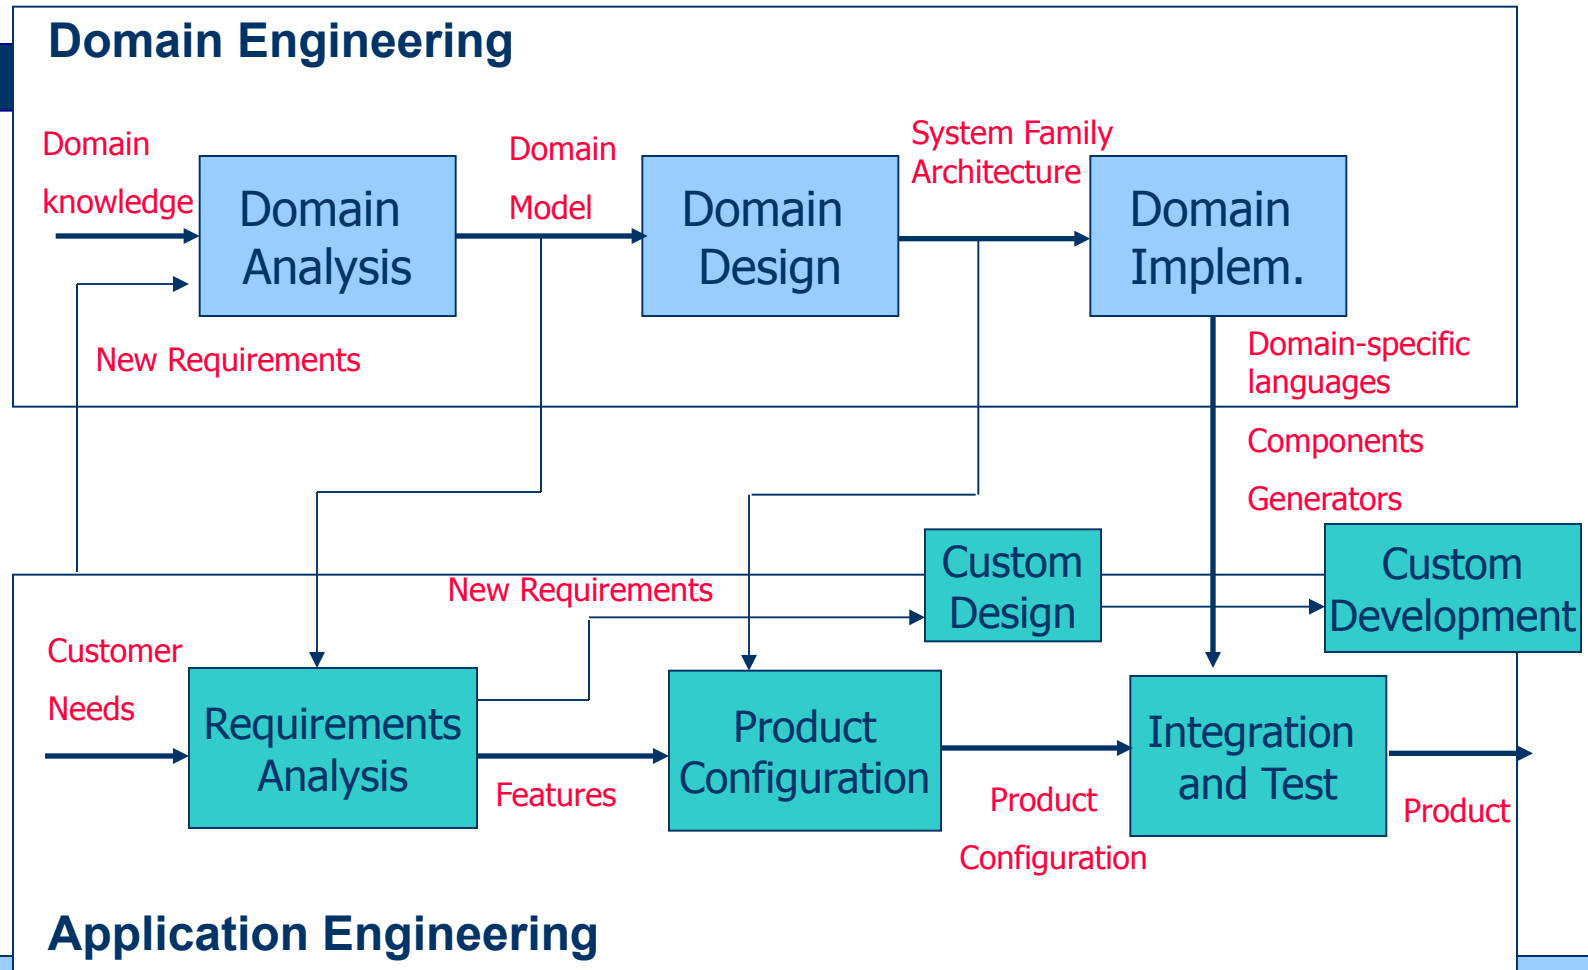 Domain Engineering
Domain
knowledge
Domain
Analysis
Domain
Model
Domain
Design
System Family
Architecture
Domain
Implem.
New Requirements
Domain-specific
languages
Components
Generators
Custom
Design
Custom
Development
New Requirements
Customer
Needs
Requirements
Analysis
Features
Product
Configuration
Product
Configuration
Integration
and Test
Product
Application Engineering